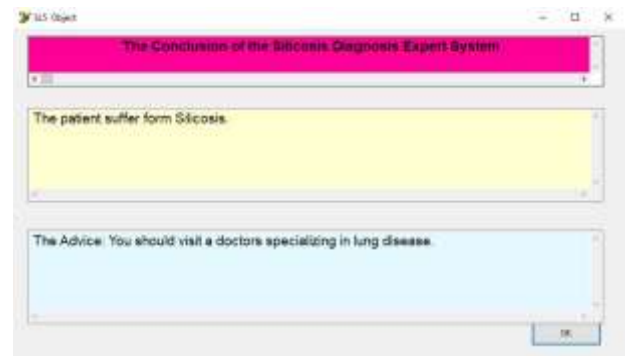 SL5 Object
The Conclusion of the Silicosis Diagnosis Expert System
The patient suffer form Silicosis.
The Advice: You should visit a doctors specializing in lung disease.
OK